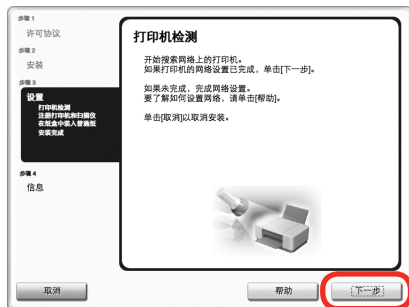 步骤 1
许可协议
步骤 2
安装
步骤 3
设置
打印机检测
注册打印机和扫描仪
在纸盒中装入普通纸
安装完成
步骤 4
信息
打印机检测
开始搜索网络上的打印机。
如果打印机的网络设置已完成，单击[下一步]。
如果未完成，完成网络设置。
要了解如何设置网络，请单击[帮助]。
单击[取消]以取消安装。
取消
帮助
下一步